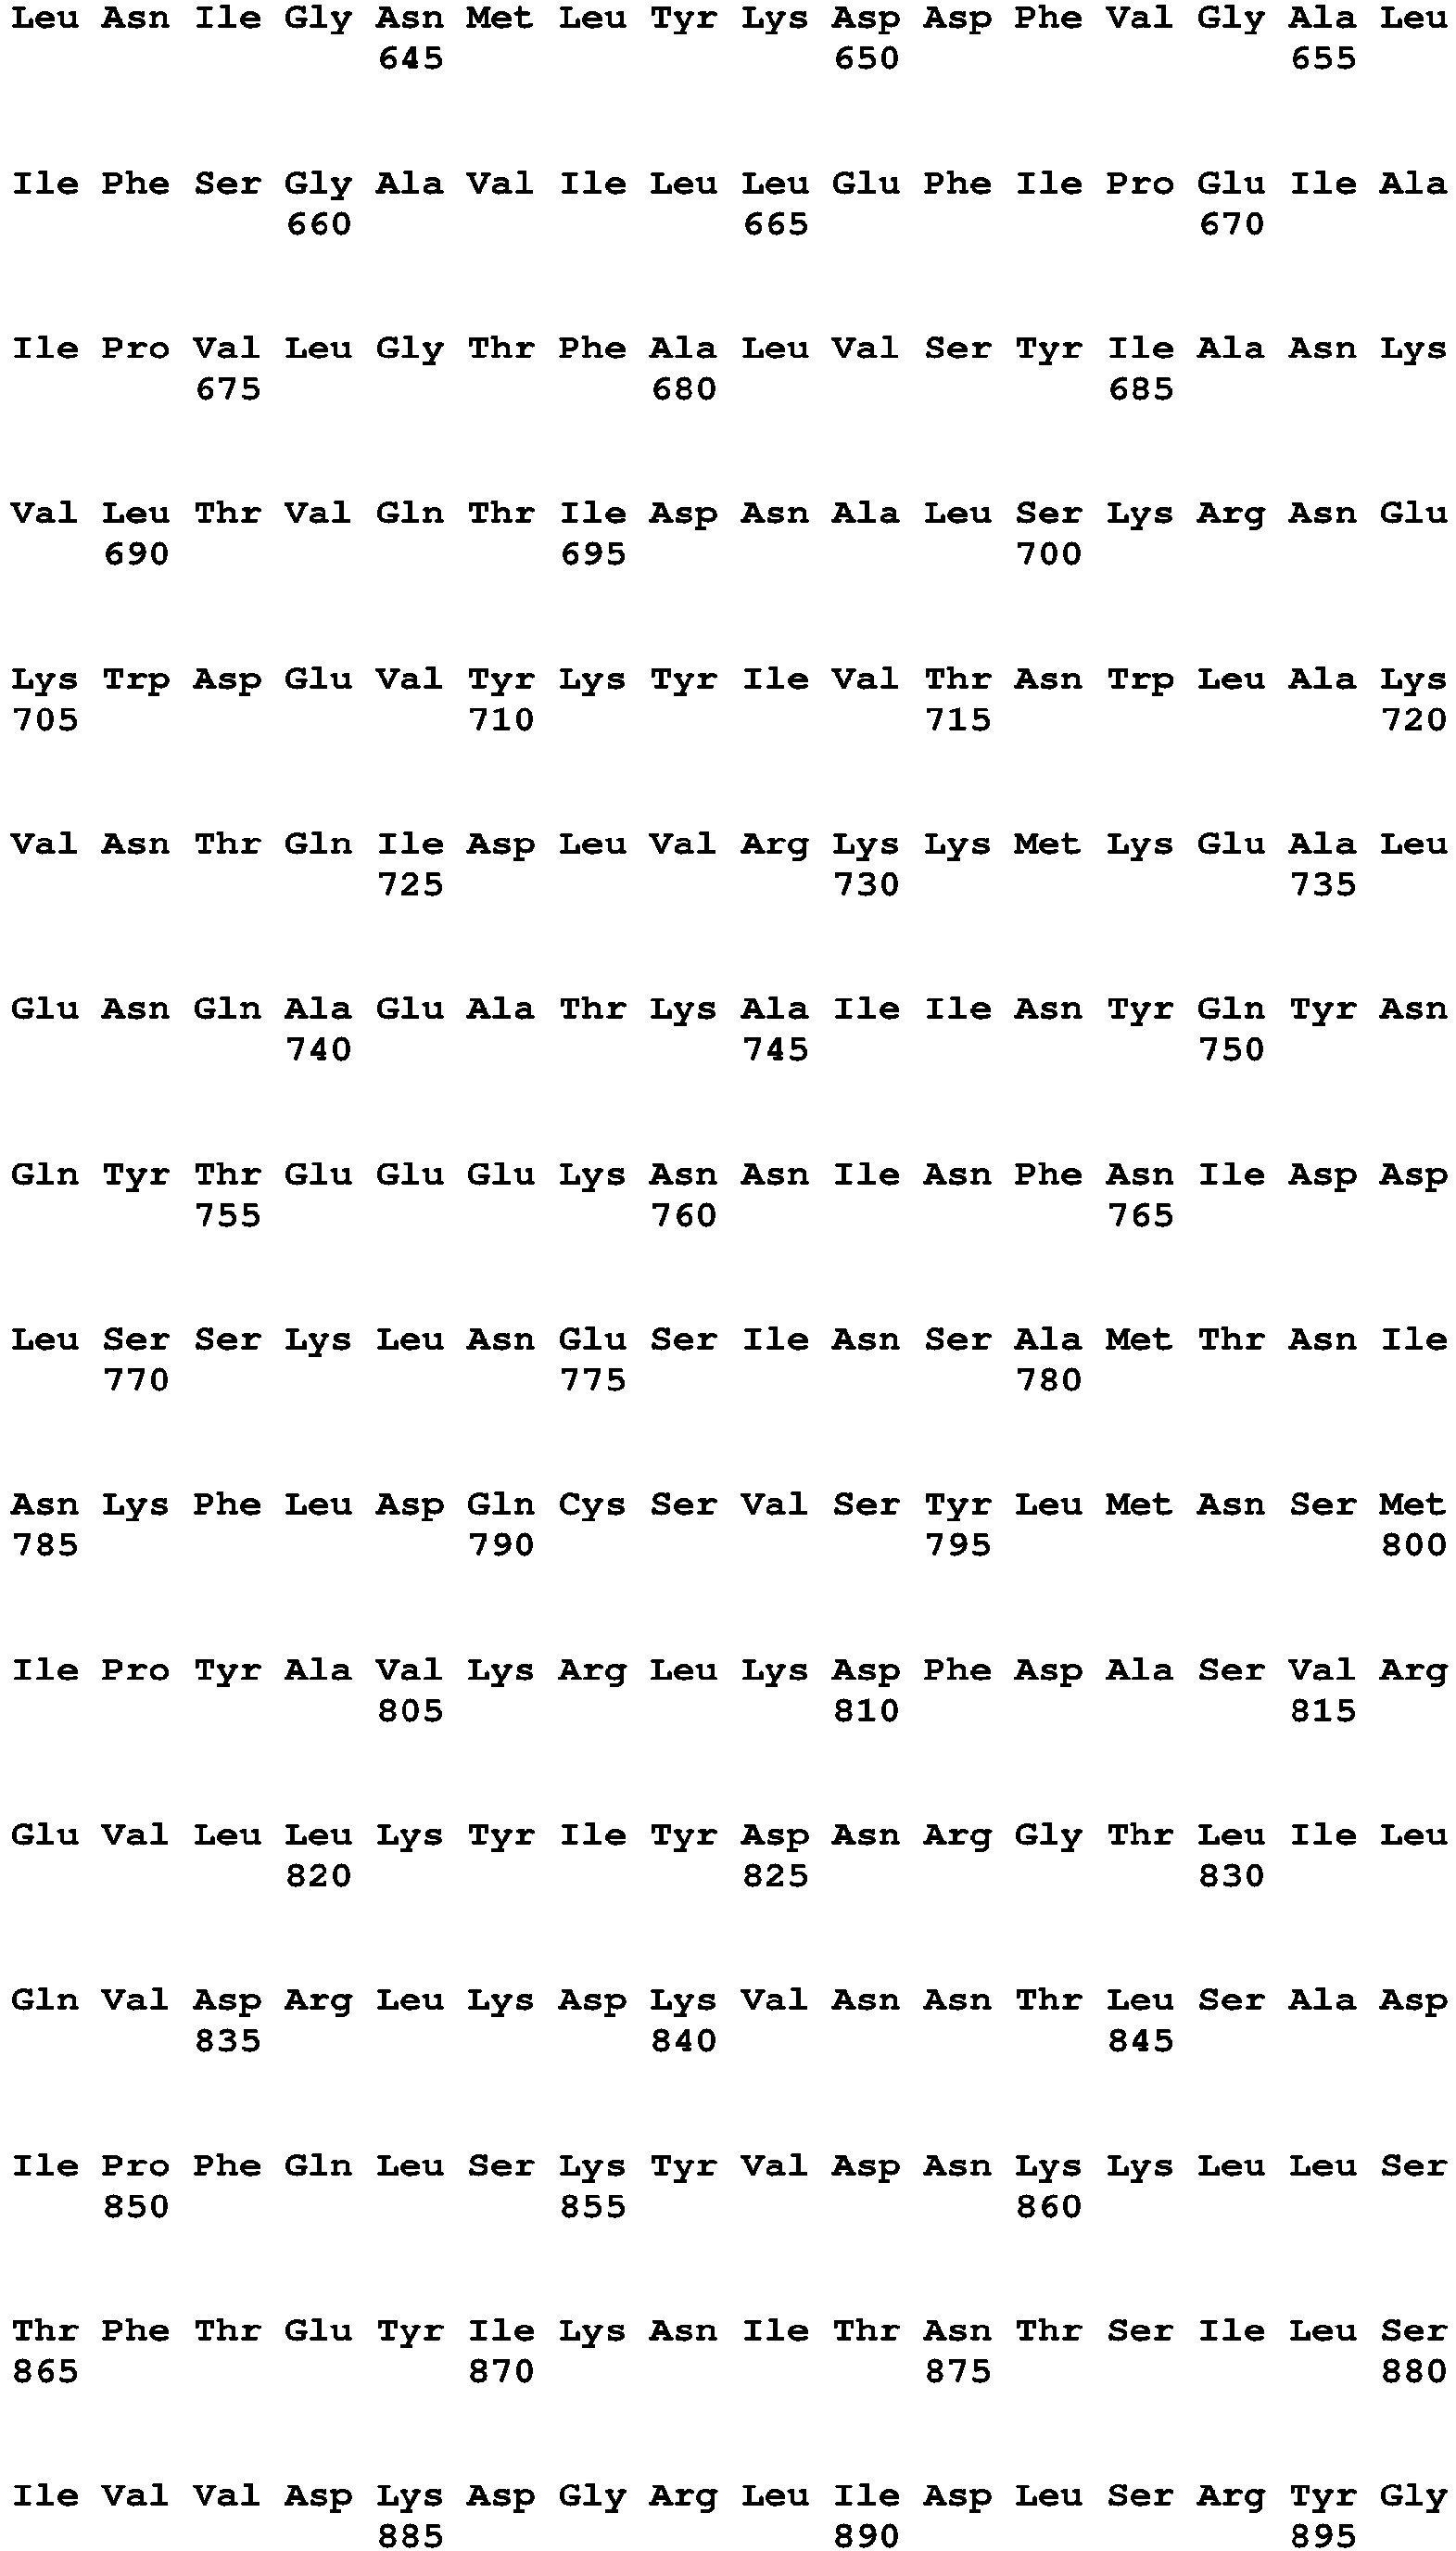 Leu Asn Ile Gly Asn Met Leu Tyr Lys Asp Asp Phe Val Gly Ala Leu
645 650 655
Ile Phe Ser Gly Ala Val Ile Leu Leu Glu Phe Ile Pro Glu Ile Ala
660 665 670
Ile Pro Val Leu Gly Thr Phe Ala Leu Val Ser Tyr Ile Ala Asn Lys
675 680 685
Val Leu Thr Val Gln Thr Ile Asp Asn Ala Leu Ser Lys Arg Asn Glu
690 695 700
Lys Trp Asp Glu Val Tyr Lys Tyr Ile Val Thr Asn Trp Leu Ala Lys
705 710 715 720
Val Asn Thr Gln Ile Asp Leu Val Arg Lys Lys Met Lys Glu Ala Leu
725 730 735
Glu Asn Gln Ala Glu Ala Thr Lys Ala Ile Ile Asn Tyr Gln Tyr Asn
740 745 750
Gln Tyr Thr Glu Glu Glu Lys Asn Asn Ile Asn Phe Asn Ile Asp Asp
755 760 765
Leu Ser Ser Lys Leu Asn Glu Ser Ile Asn Ser Ala Met Thr Asn Ile
770 775 780
Asn Lys Phe Leu Asp Gln Cys Ser Val Ser Tyr Leu Met Asn Ser Met
785 790 795 800
Ile Pro Tyr Ala Val Lys Arg Leu Lys Asp Phe Asp Ala Ser Val Arg
805 810 815
Glu Val Leu Leu Lys Tyr Ile Tyr Asp Asn Arg Gly Thr Leu Ile Leu
820 825 830
Gln Val Asp Arg Leu Lys Asp Lys Val Asn Asn Thr Leu Ser Ala Asp
835 840 845
Ile Pro Phe Gln Leu Ser Lys Tyr Val Asp Asn Lys Lys Leu Leu Ser
850 855 860
Thr Phe Thr Glu Tyr Ile Lys Asn Ile Thr Asn Thr Ser Ile Leu Ser
865 870 875 880
Ile Val Val Asp Lys Asp Gly Arg Leu Ile Asp Leu Ser Arg Tyr Gly
885 890 895